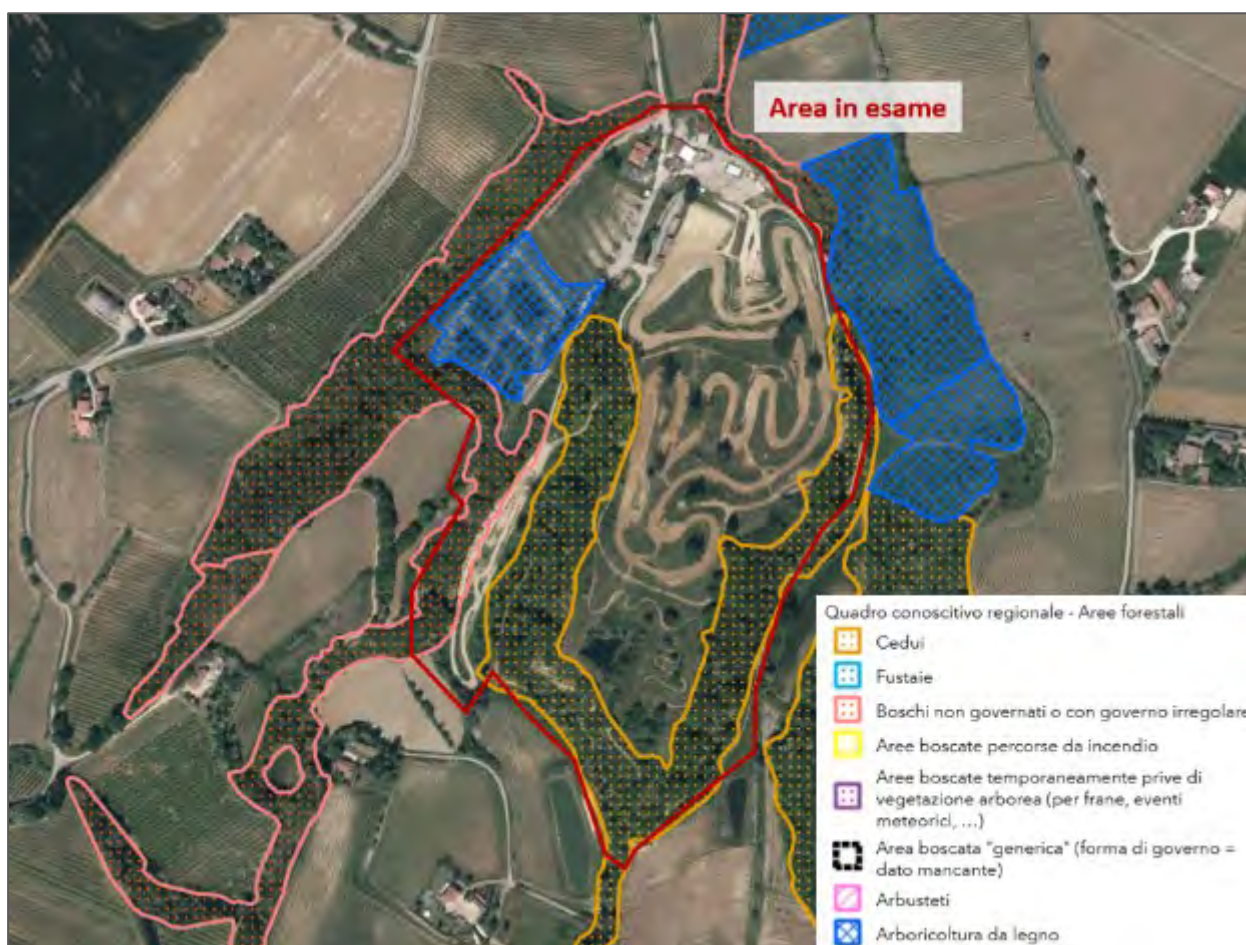 Area in esame
Quadro conoscitivo regionale - Aree forestali
Cedui
Fustaie
Boschi non governati o con governo irregolare
Aree boscate percorse da incendio
Aree boscate temporaneamente prive di
vegetazione arborea (per frane, eventi
meteorici, ...)
Area boscata "generica" (forma di governo =
dato mancante)
Arbusteti
Arboricoltura da legno